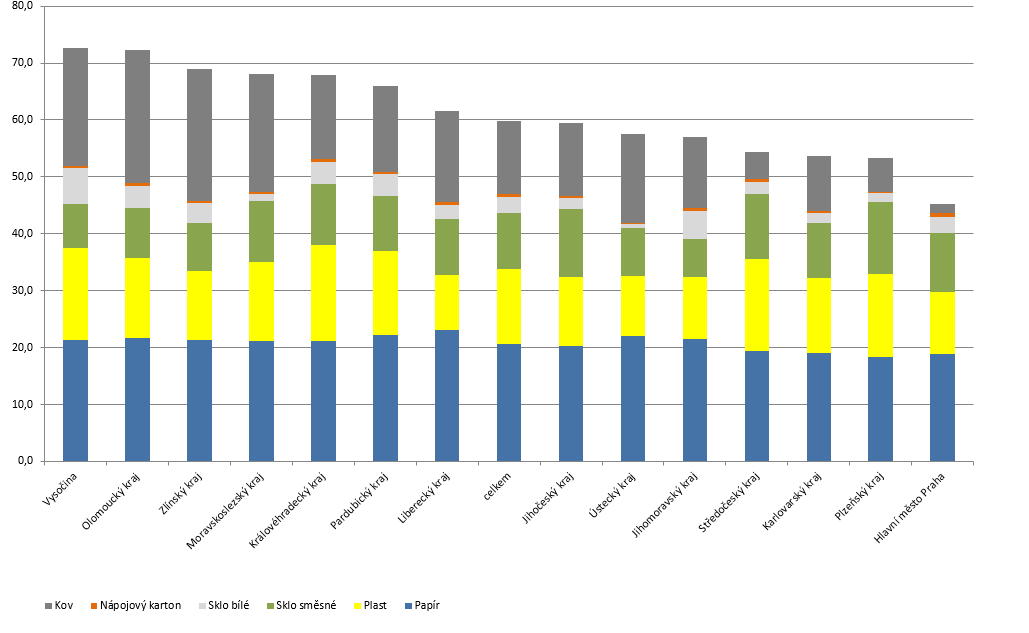 80,0
70,0
60,0
50,0
40,0
30,0
20,0
10,0
0,0
Vysočina
Olomoucký kraj
Zlínský kraj
Moravskoslezský kraj
Královéhradecký kraj
Pardubický kraj
Liberecký kraj
celkem
Jihočeský kraj
Ústecký kraj
Jihomoravský kraj
Středočeský kraj
Karlovarský kraj
Plzeňský kraj
Hlavní město Praha
Kov Nápojový karton Sklo bílé Sklo směsné Plast Papír